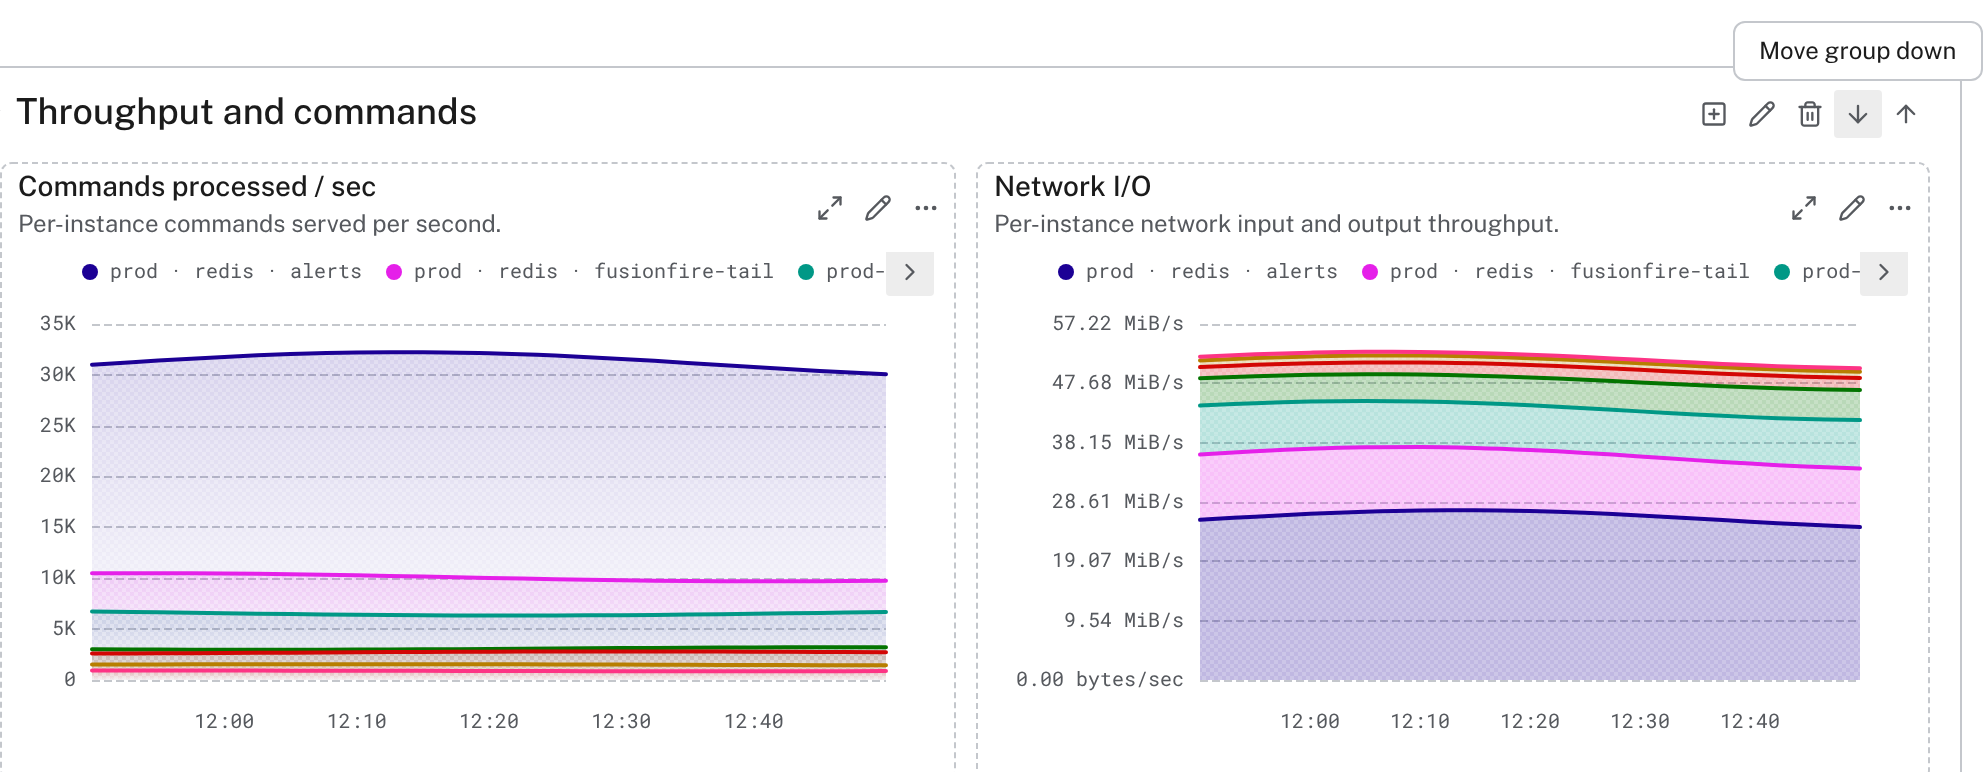 Move group down
Throughput and commands
Commands processed / sec
Per-instance commands served per second.
prod · redis · alerts prod · redis · fusionfire-tail prod-
35K
30K
25K
20K
15K
10K
5K
0
12:00 12:10 12:20 12:30 12:40
Network I/O
Per-instance network input and output throughput.
prod · redis · alerts prod · redis · fusionfire-tail prod-
57.22 MiB/s
47.68 MiB/s
38.15 MiB/s
28.61 MiB/s
19.07 MiB/s
9.54 MiB/s
0.00 bytes/sec
12:00 12:10 12:20 12:30 12:40